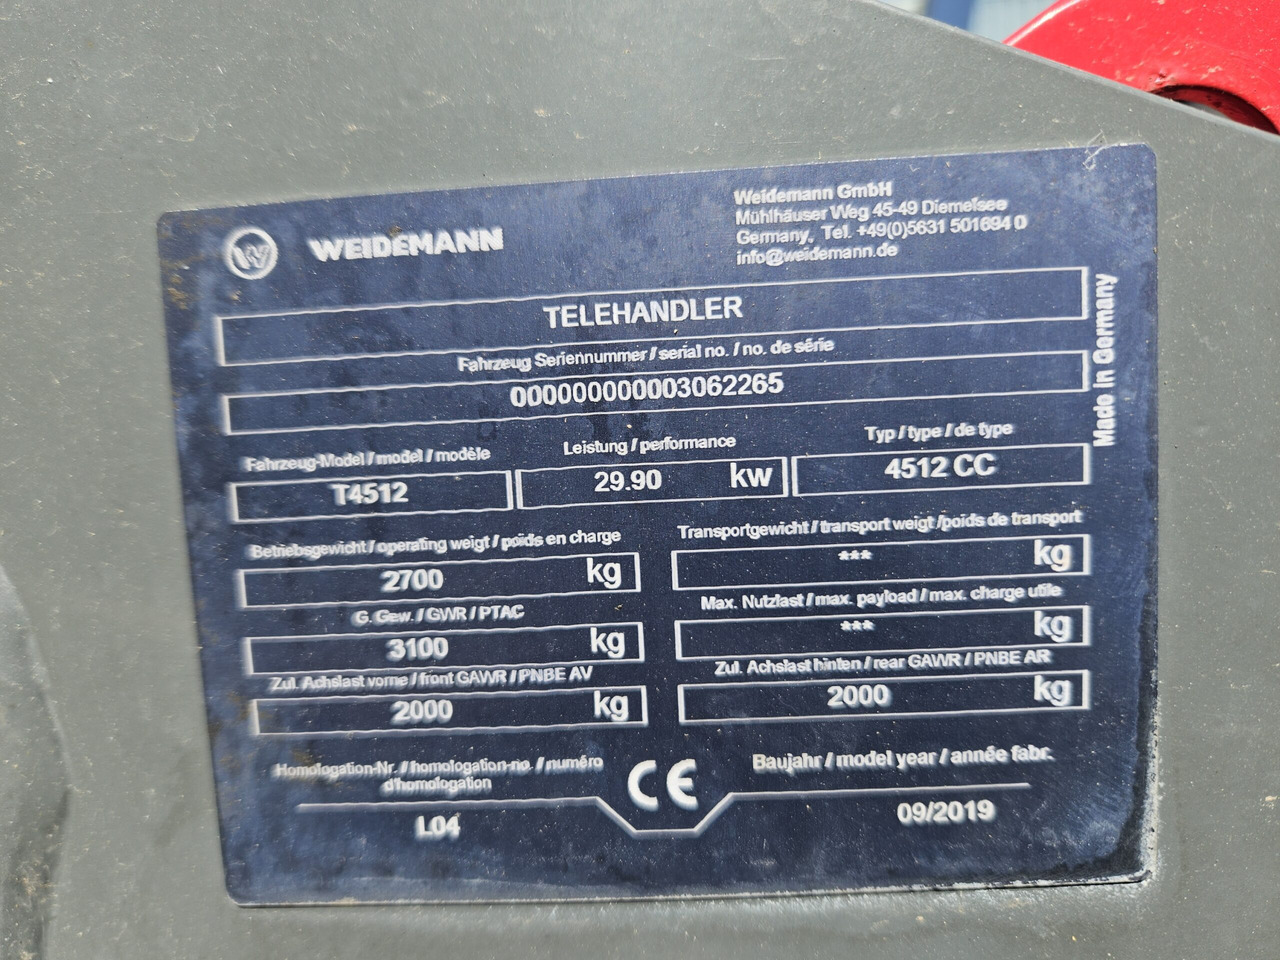 W WEIDEMANN
Weidemann GmbH
Mühlhäuser Weg 45-49 Diemelsee
Germany, Tel. +49(0)5631 501694 0
info@weidemann.de
TELEHANDLER
Fahrzeug Seriennummer / serial no. / no. de série
000000000003062265
Made in Germany
Fahrzeug-Model / model / modèle
Leistung / performance
Typ / type / de type
T4512
29.90 kw
4512 CC
Betriebsgewicht / operating weigt / poids en charge
Transportgewicht / transport weigt /poids de transport
2700 kg
*** kg
G. Gew. / GWR / PTAC
Max. Nutzlast / max. payload / max. charge utile
3100 kg
*** kg
Zul. Achslast vorne / front GAWR / PNBE AV
Zul. Achslast hinten / rear GAWR / PNBE AR
2000 kg
2000 kg
Homologation-Nr. / homologation-no. / numéro
d'homologation
CE
Baujahr / model year / année fabr.
L04
09/2019